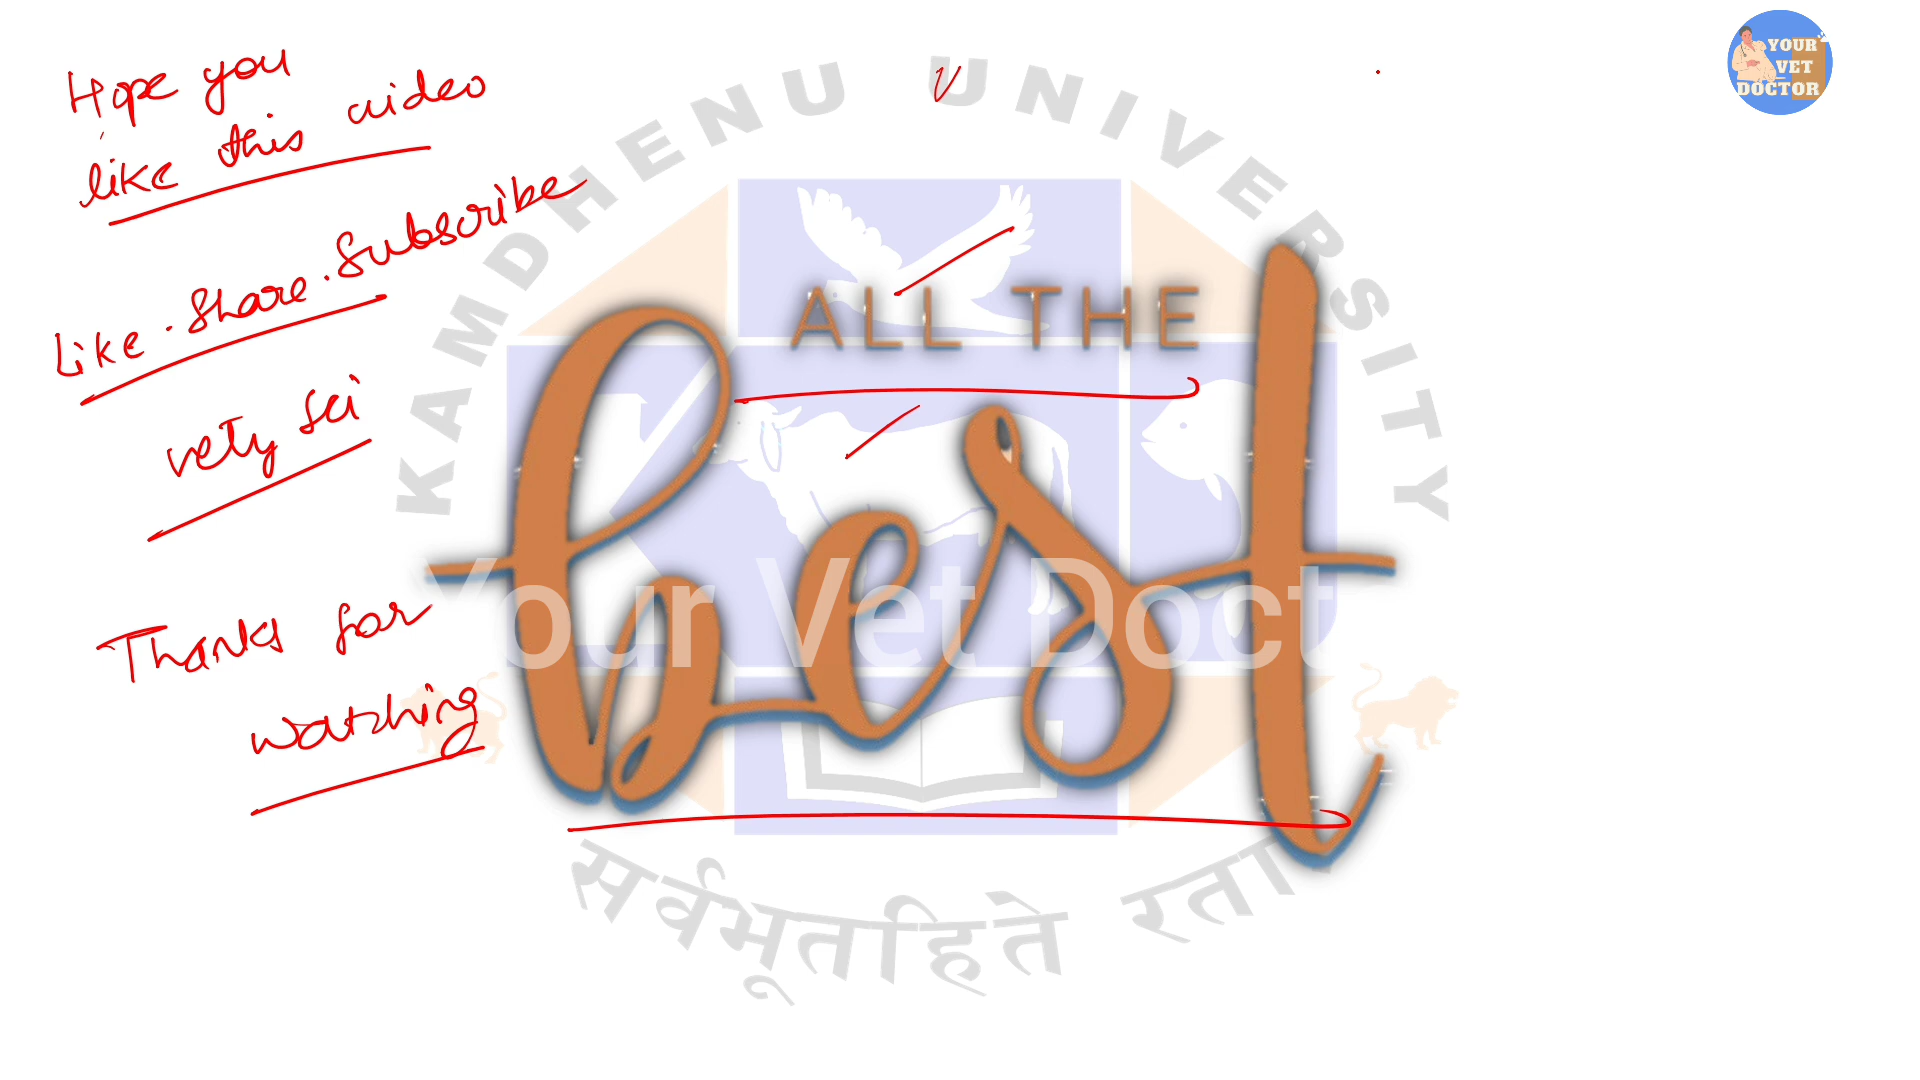 Hope you
like this video
Like. Share. Subscribe
vety Sci
Thanks for
watching
KAMDHENU UNIVERSITY
ALL THE
best
Your Vet Doct
सर्वभूतहिते रता
YOUR
VET
DOCTOR